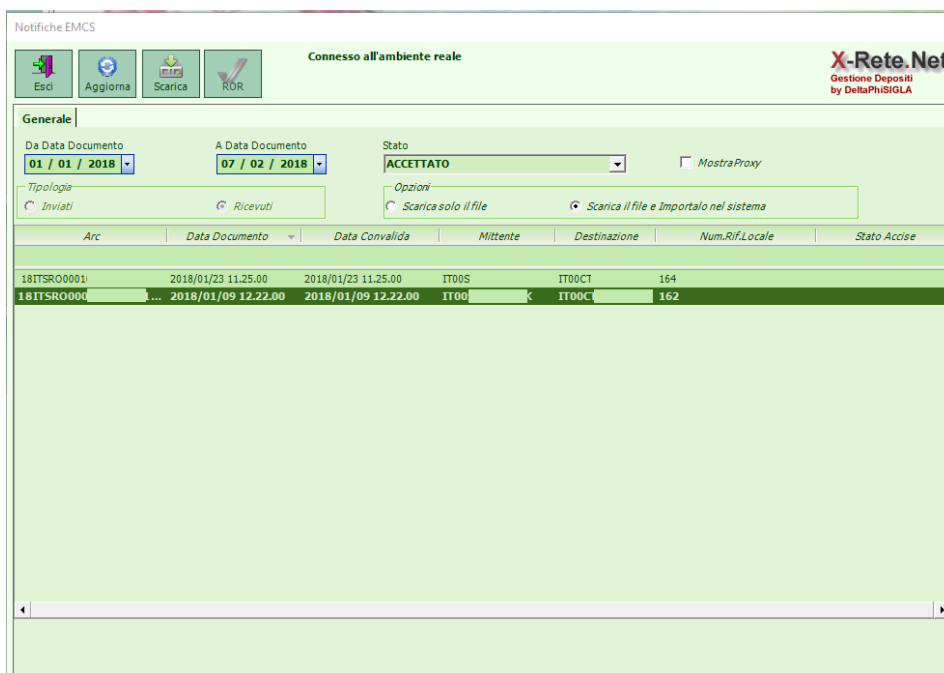 Notifiche EMCS
Esci Aggiorna Scarica ROR
Connesso all'ambiente reale
X-Rete.Net
Gestione Depositi
by DeltaPhiSIGLA
Generale
Da Data Documento A Data Documento Stato
01 / 01 / 2018 07 / 02 / 2018 ACCETTATO MostraProxy
Tipologia Opzioni
Inviati Ricevuti Scarica solo il file Scarica il file e Importalo nel sistema
Arc Data Documento Data Convalida Mittente Destinazione Num.Rif.Locale Stato Accise
18ITSRO0001 2018/01/23 11.25.00 2018/01/23 11.25.00 IT00S IT00CT 164
18ITSRO000 1... 2018/01/09 12.22.00 2018/01/09 12.22.00 IT00 K IT00CT 162